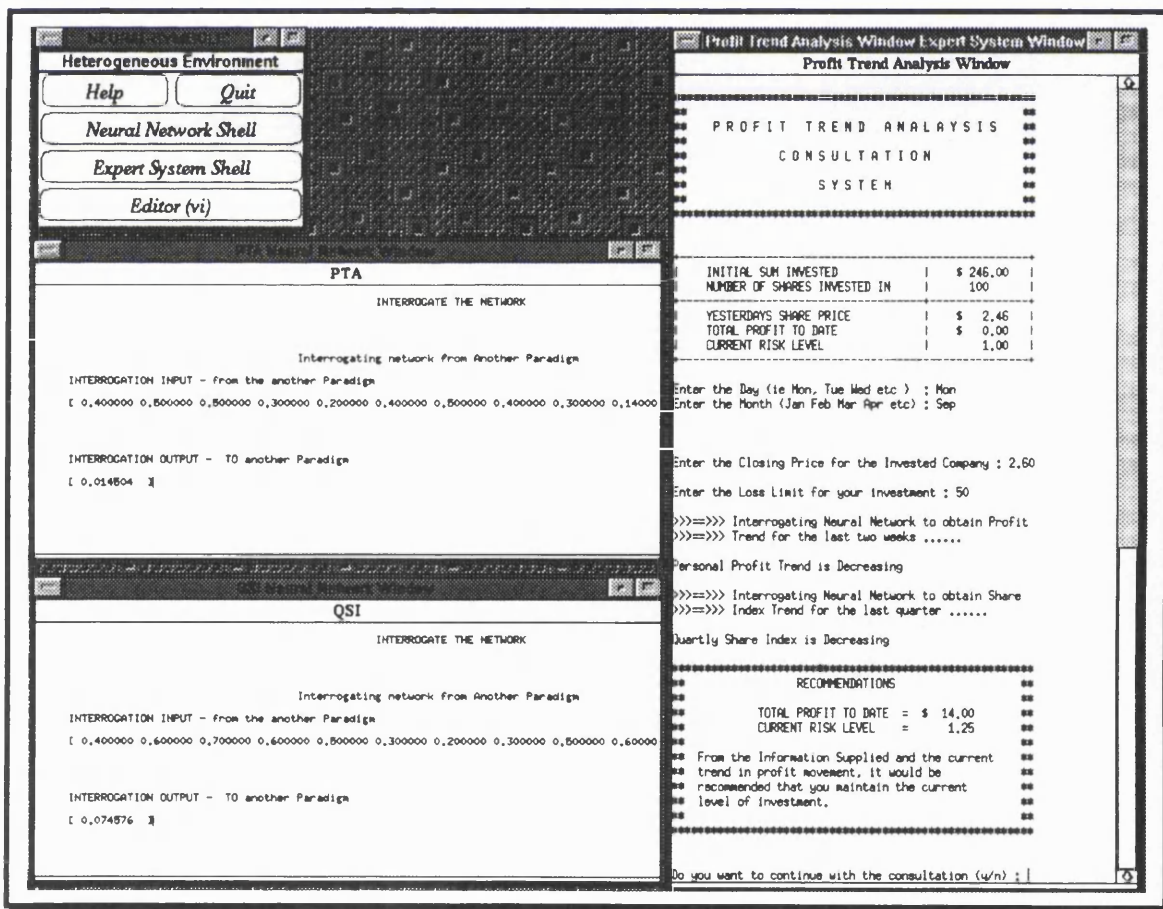 Heterogeneous Environment
Help Quit
Neural Network Shell
Expert System Shell
Editor (vi)
PTA Neural Network Window
PTA
INTERROGATE THE NETWORK
Interrogating network from Another Paradigm
INTERROGATION INPUT - from the another Paradigm
[ 0.400000 0.500000 0.500000 0.300000 0.200000 0.400000 0.500000 0.400000 0.300000 0.14000
INTERROGATION OUTPUT - TO another Paradigm
[ 0.014504 ]
QSI Neural Network Window
QSI
INTERROGATE THE NETWORK
Interrogating network from Another Paradigm
INTERROGATION INPUT - from the another Paradigm
[ 0.400000 0.600000 0.700000 0.600000 0.500000 0.300000 0.200000 0.300000 0.500000 0.60000
INTERROGATION OUTPUT - TO another Paradigm
[ 0.074576 ]
Profit Trend Analysis Window Expert System Window
Profit Trend Analysis Window
PROFIT TREND ANALAYSIS
CONSULTATION
SYSTEM
INITIAL SUM INVESTED | $ 246.00 |
NUMBER OF SHARES INVESTED IN | 100 |
YESTERDAYS SHARE PRICE | $ 2.46 |
TOTAL PROFIT TO DATE | $ 0.00 |
CURRENT RISK LEVEL | 1.00 |
Enter the Day (ie Mon, Tue Wed etc ) : Mon
Enter the Month (Jan Feb Mar Apr etc) : Sep
Enter the Closing Price for the Invested Company : 2.60
Enter the Loss Limit for your investment : 50
>>>==>>> Interrogating Neural Network to obtain Profit
>>>==>>> Trend for the last two weeks ......
Personal Profit Trend is Decreasing
>>>==>>> Interrogating Neural Network to obtain Share
>>>==>>> Index Trend for the last quarter ......
Quartly Share Index is Decreasing
RECOMMENDATIONS
TOTAL PROFIT TO DATE = $ 14.00
CURRENT RISK LEVEL = 1.25
From the Information Supplied and the current
trend in profit movement, it would be
recommended that you maintain the current
level of investment.
Do you want to continue with the consultation (y/n) :